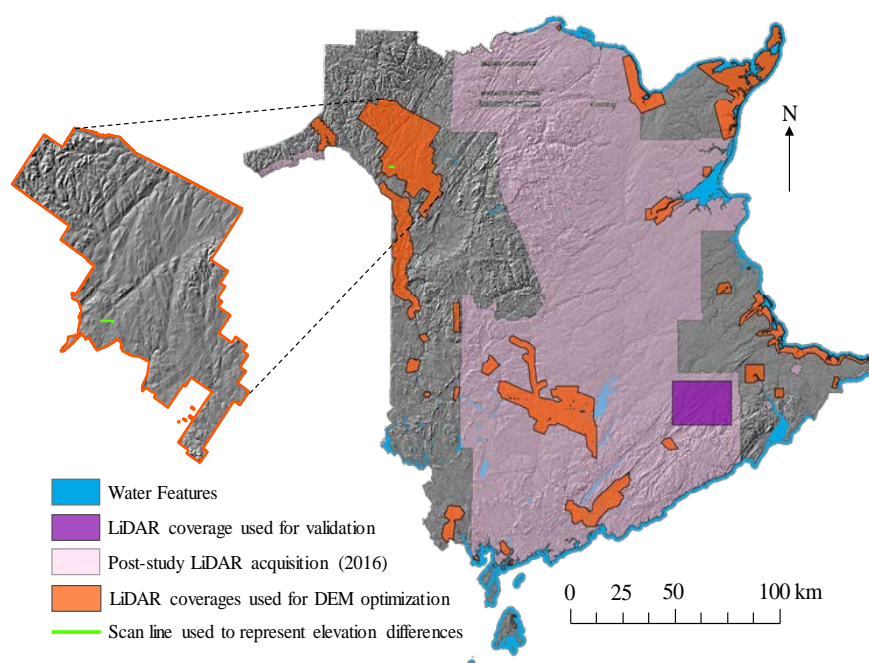 N
Water Features
LiDAR coverage used for validation
Post-study LiDAR acquisition (2016)
LiDAR coverages used for DEM optimization
Scan line used to represent elevation differences
0 25 50 100 km